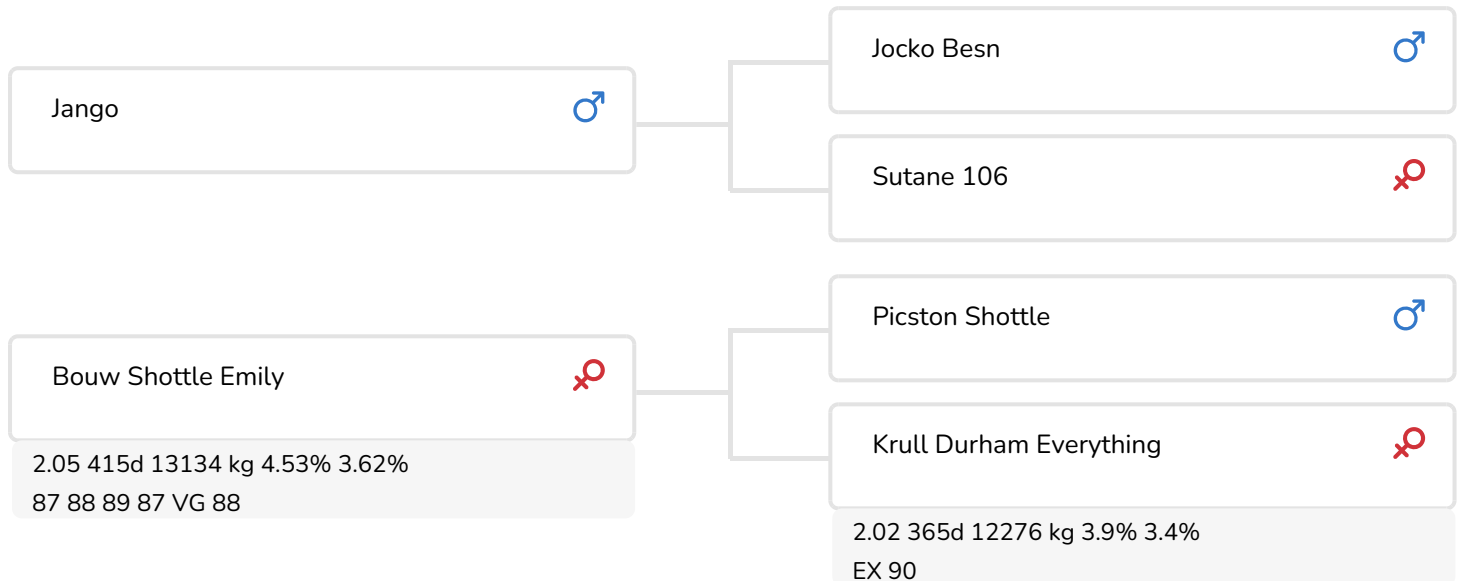 Jocko Besn
Jango
Sutane 106
Picston Shottle
Bouw Shottle Emily
2.05 415d 13134 kg 4.53% 3.62%
87 88 89 87 VG 88
Krull Durham Everything
2.02 365d 12276 kg 3.9% 3.4%
EX 90